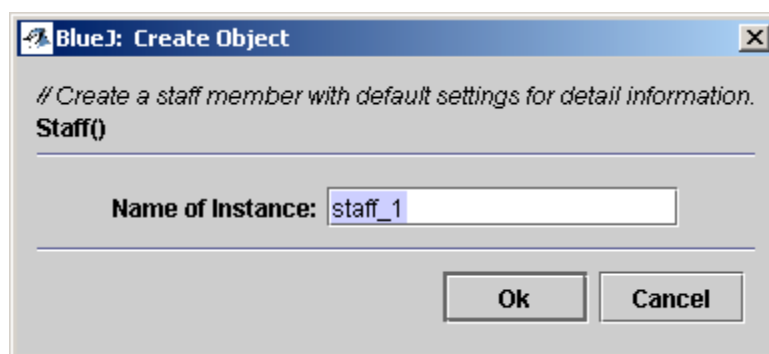 BlueJ: Create Object
// Create a staff member with default settings for detail information.
Staff()
Name of Instance: staff_1
Ok Cancel